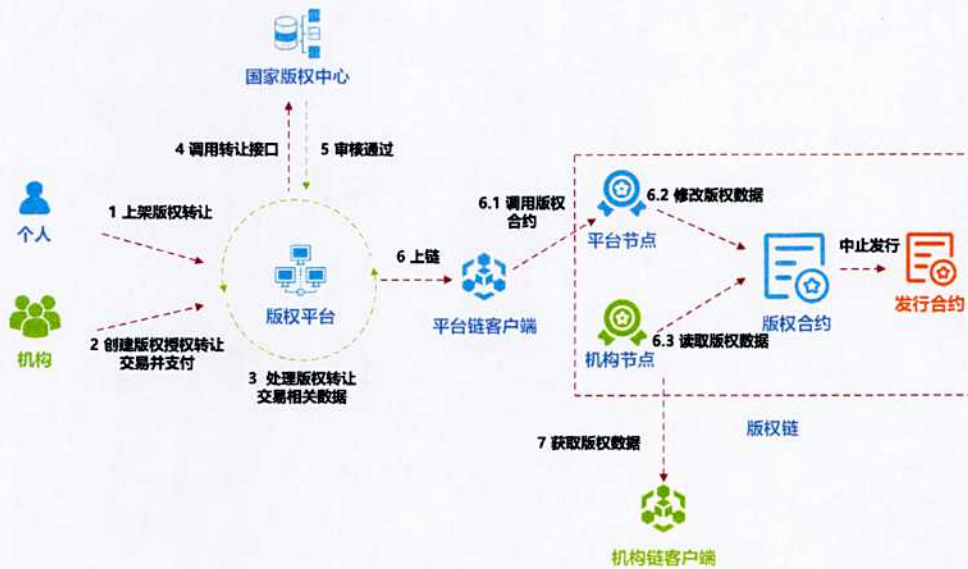 国家版权中心
4 调用转让接口
5 审核通过
个人
1 上架版权转让
机构
2 创建版权授权转让
交易并支付
版权平台
3 处理版权转让
交易相关数据
6 上链
平台链客户端
6.1 调用版权
合约
平台节点
6.2 修改版权数据
机构节点
6.3 读取版权数据
版权合约
中止发行
发行合约
版权链
7 获取版权数据
机构链客户端